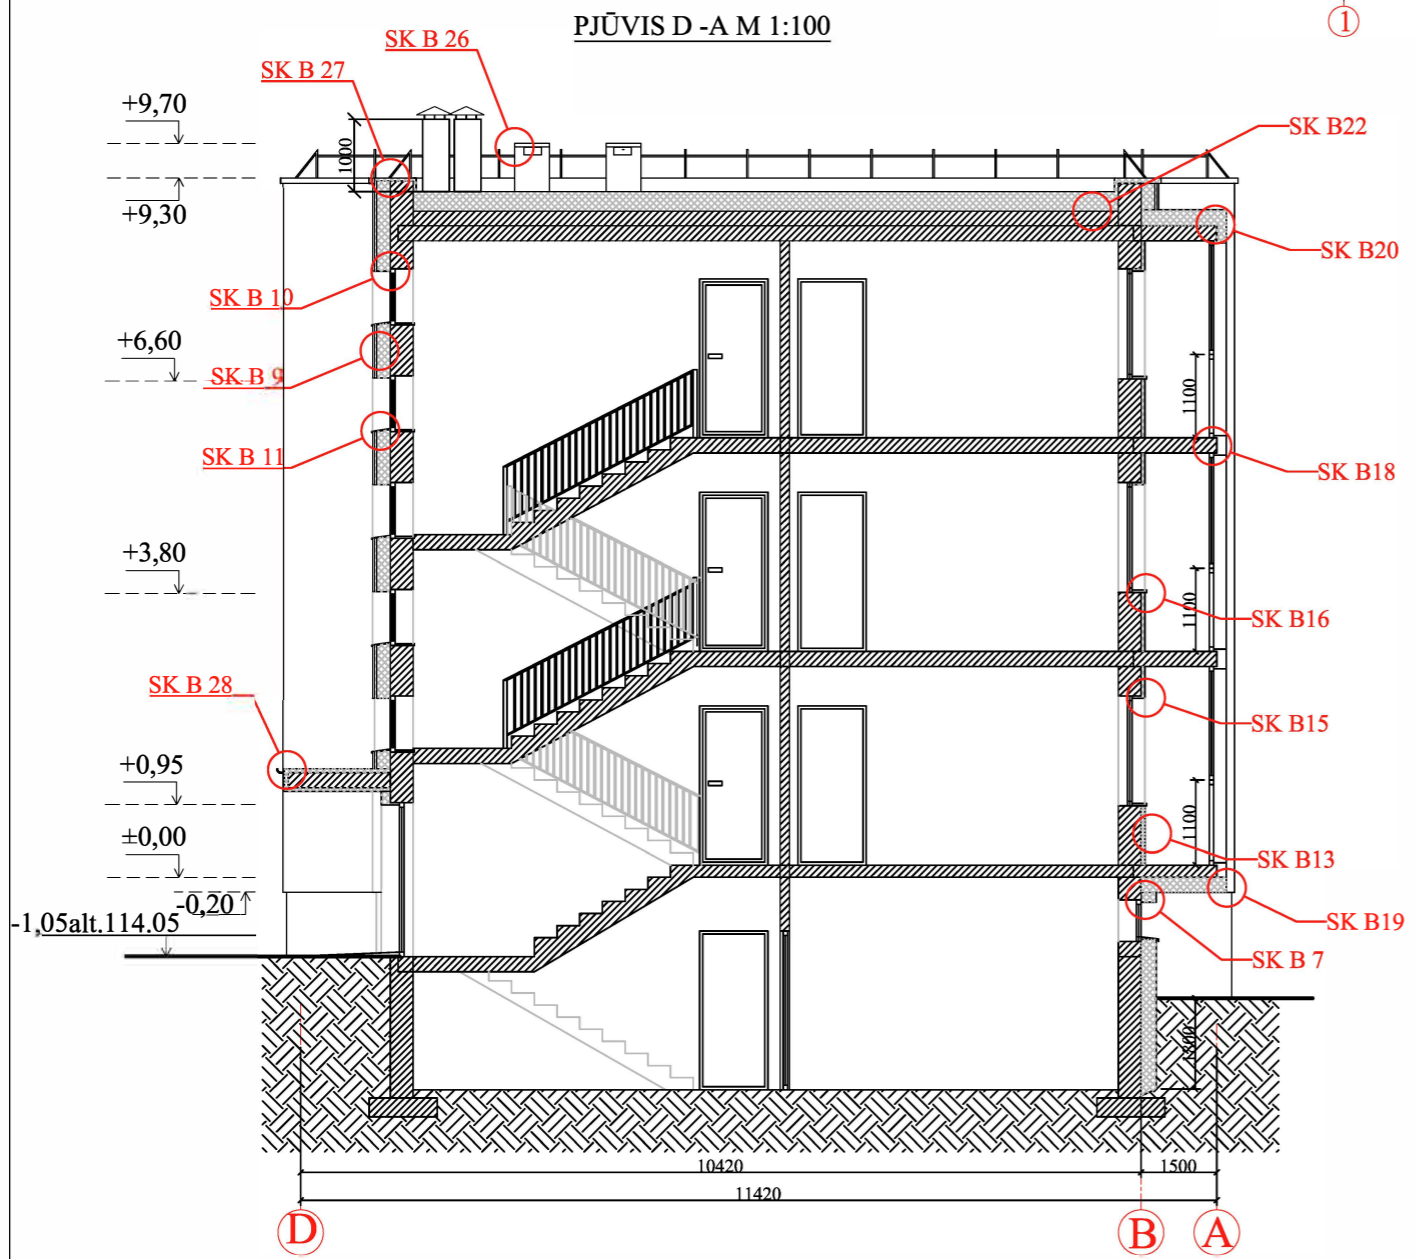 PJŪVIS D -A M 1:100
1
SK B 26
SK B 27
+9,70
1000
SK B22
+9,30
SK B20
SK B 10
+6,60
SK B 9
1100
SK B 11
SK B18
+3,80
1100
SK B16
SK B 28
SK B15
+0,95
1100
±0,00
SK B13
-0,20
-1,05alt.114.05
SK B19
SK B 7
10420
1500
11420
D
B
A